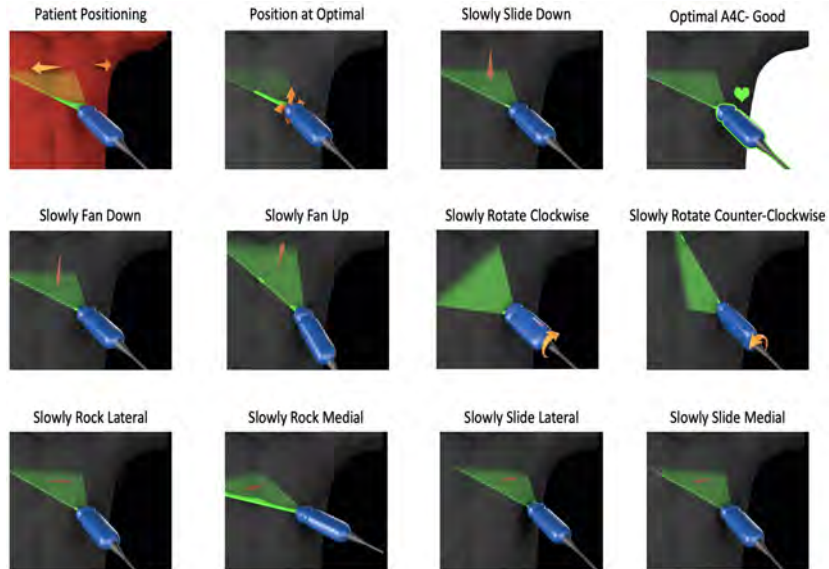 Patient Positioning
Position at Optimal
Slowly Slide Down
Optimal A4C- Good
Slowly Fan Down
Slowly Fan Up
Slowly Rotate Clockwise
Slowly Rotate Counter-Clockwise
Slowly Rock Lateral
Slowly Rock Medial
Slowly Slide Lateral
Slowly Slide Medial